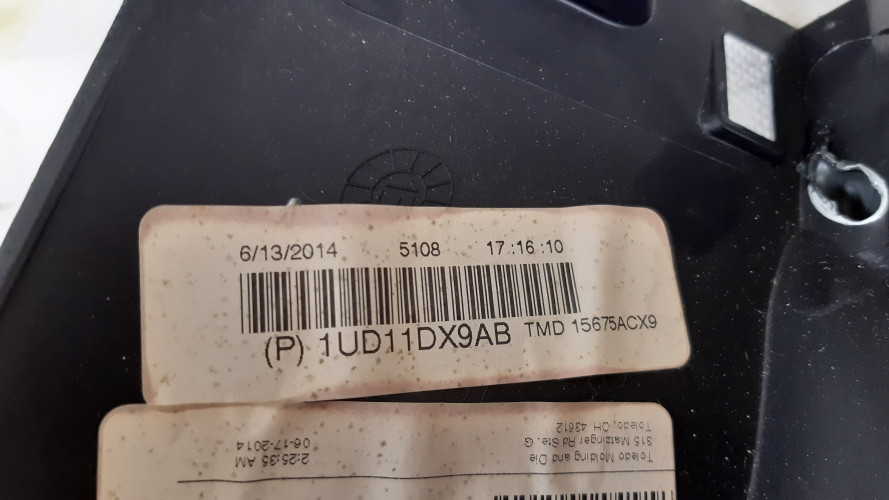 6/13/2014 5108 17:16:10
(P) 1UD11DX9AB TMD 15675ACX9
Toledo Molding and Die
315 Matzinger Rd Ste. G
Toledo, OH 43612
06-17-2014
2:25:35 AM